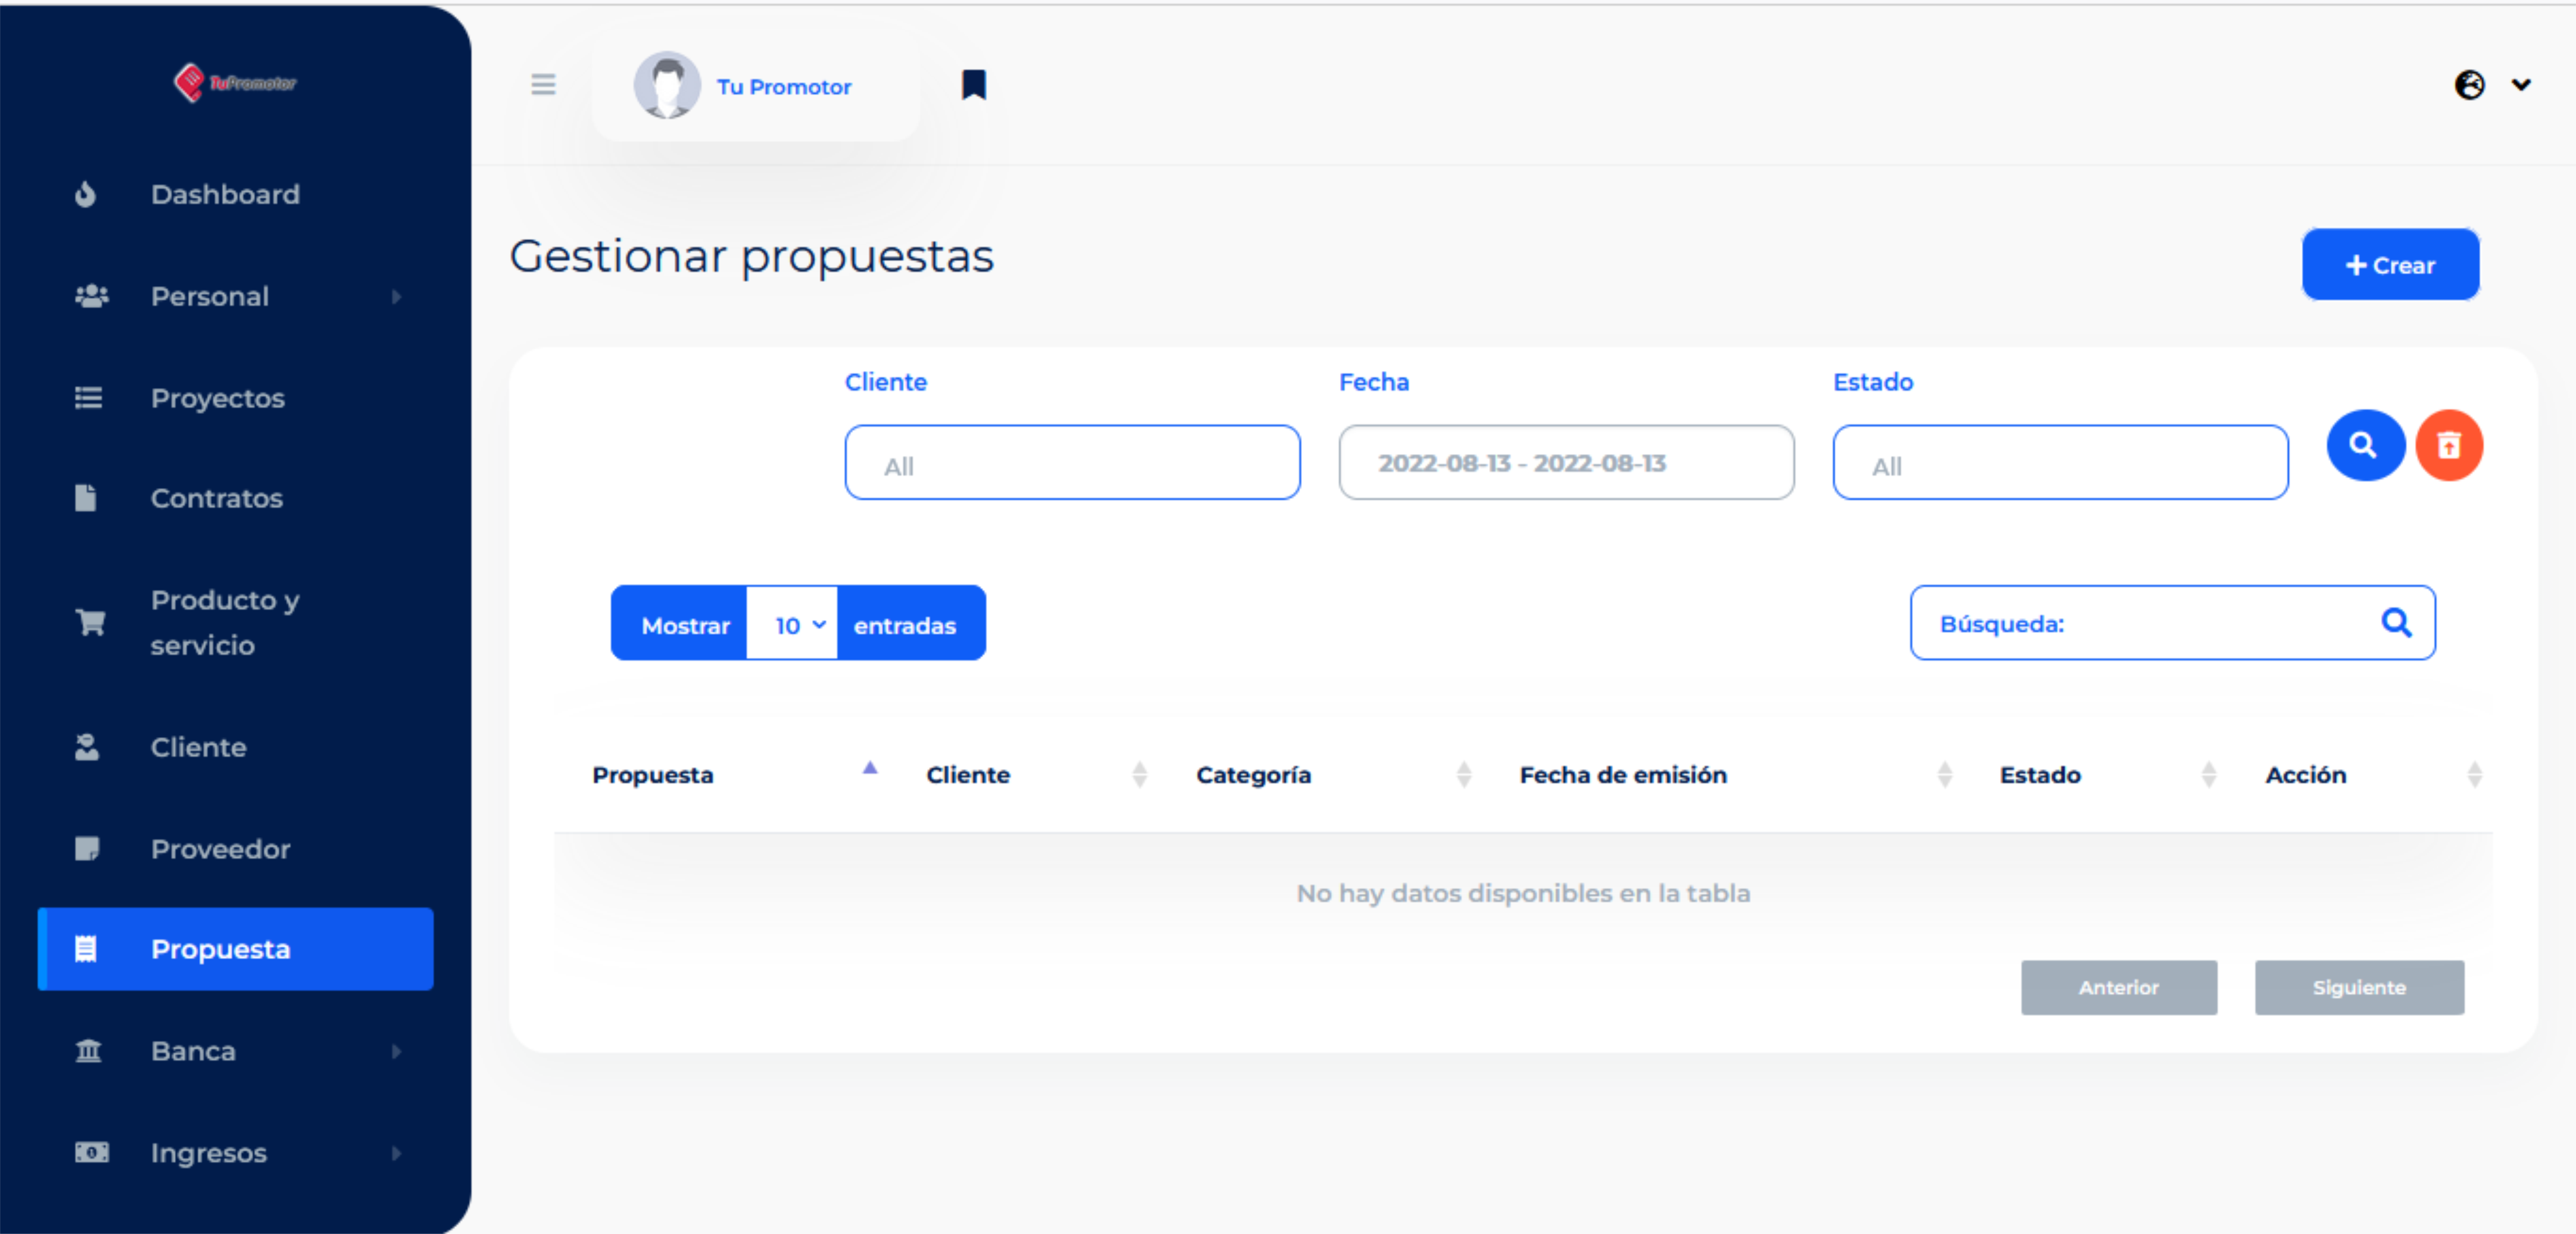 TuPromotor
Tu Promotor
Dashboard
Personal
Proyectos
Contratos
Producto y
servicio
Cliente
Proveedor
Propuesta
Banca
Ingresos
Gestionar propuestas
+ Crear
Cliente
Fecha
Estado
All
2022-08-13 - 2022-08-13
All
Mostrar 10 entradas
Búsqueda:
Propuesta Cliente Categoría Fecha de emisión Estado Acción
No hay datos disponibles en la tabla
Anterior Siguiente